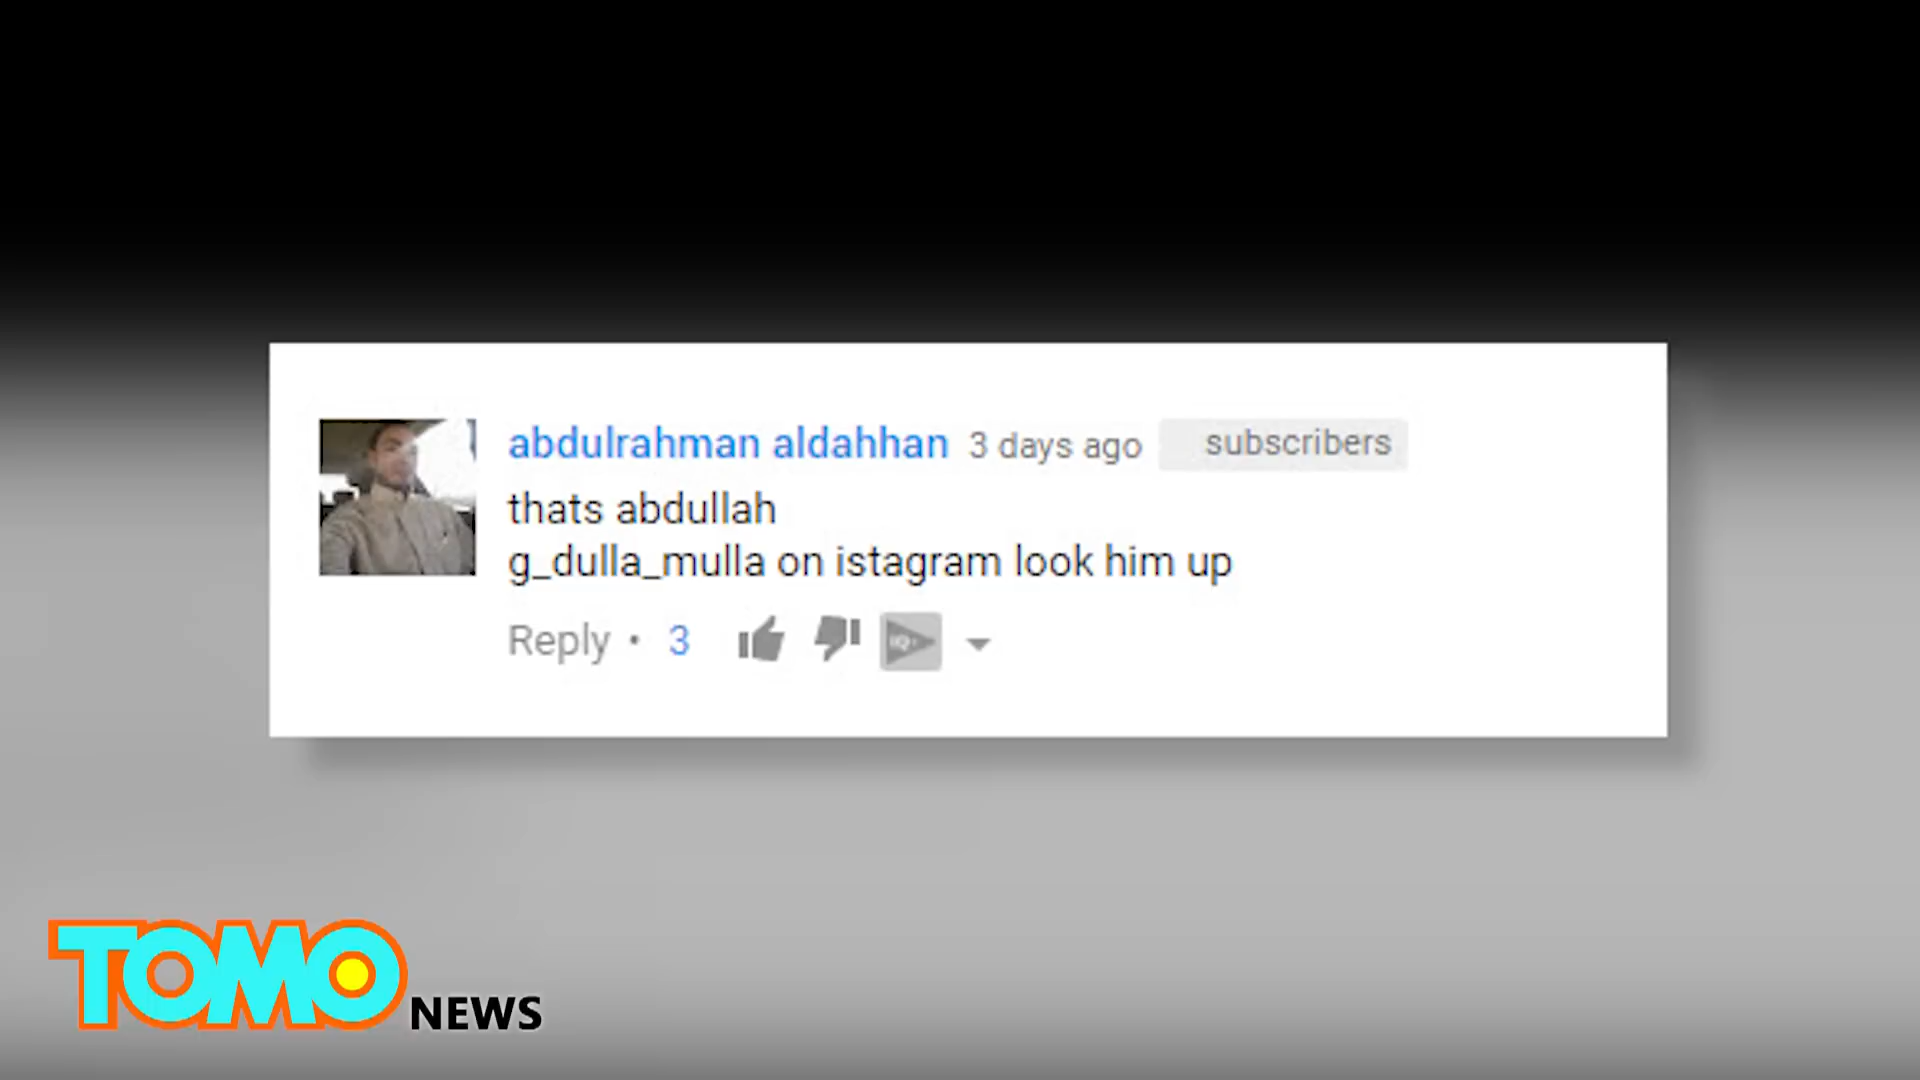 abdulrahman aldahhan 3 days ago subscribers
thats abdullah
g_dulla_mulla on istagram look him up
Reply • 3
TOMO NEWS